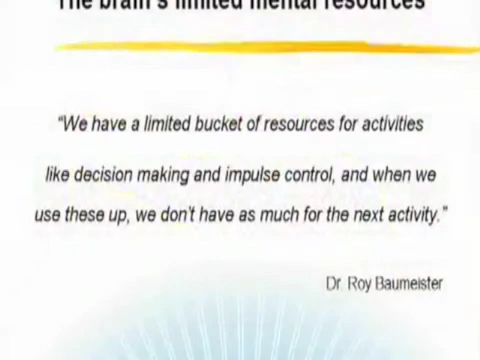 The brain's limited mental resources
“We have a limited bucket of resources for activities
like decision making and impulse control, and when we
use these up, we don't have as much for the next activity.”
Dr. Roy Baumeister